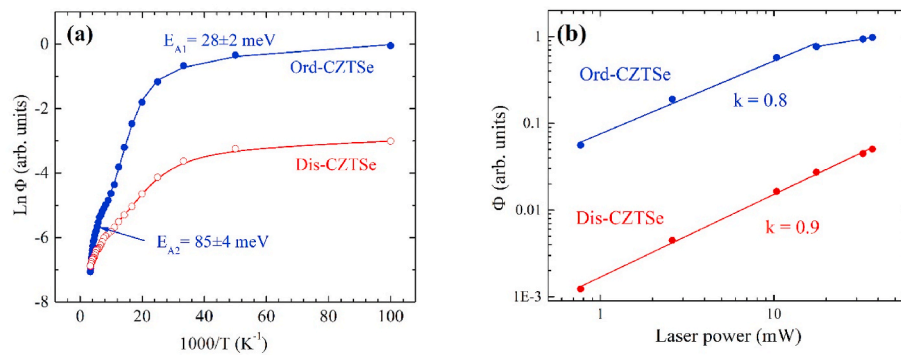 (a)
E_A1 = 28±2 meV
Ord-CZTSe
Dis-CZTSe
E_A2 = 85±4 meV
Ln Φ (arb. units)
0
-2
-4
-6
-8
0 20 40 60 80 100
1000/T (K⁻¹)
(b)
Ord-CZTSe
k = 0.8
Dis-CZTSe
k = 0.9
Φ (arb. units)
1
0.1
0.01
1E-3
1 10
Laser power (mW)